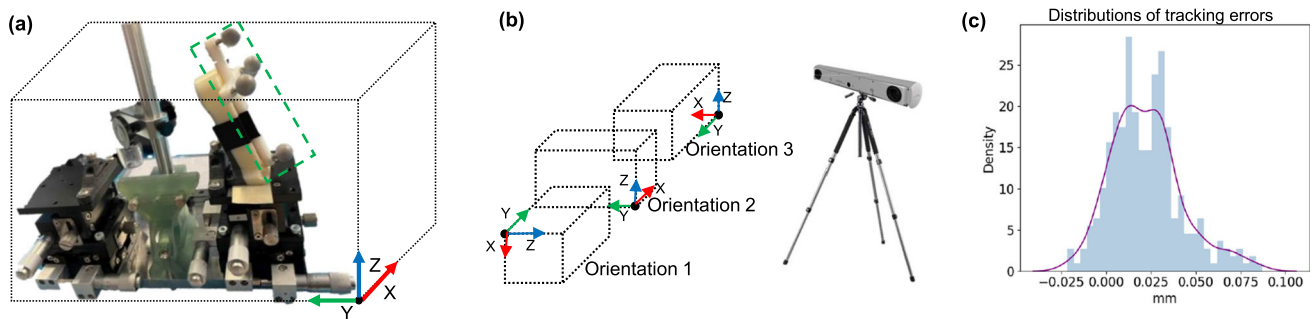 (a)
Z
X
Y
(b)
X
Z
Y
Orientation 3
Z
X
Y
Orientation 2
Y
X
Z
Orientation 1
(c)
Distributions of tracking errors
Density
25
20
15
10
5
0
−0.025 0.000 0.025 0.050 0.075 0.100
mm